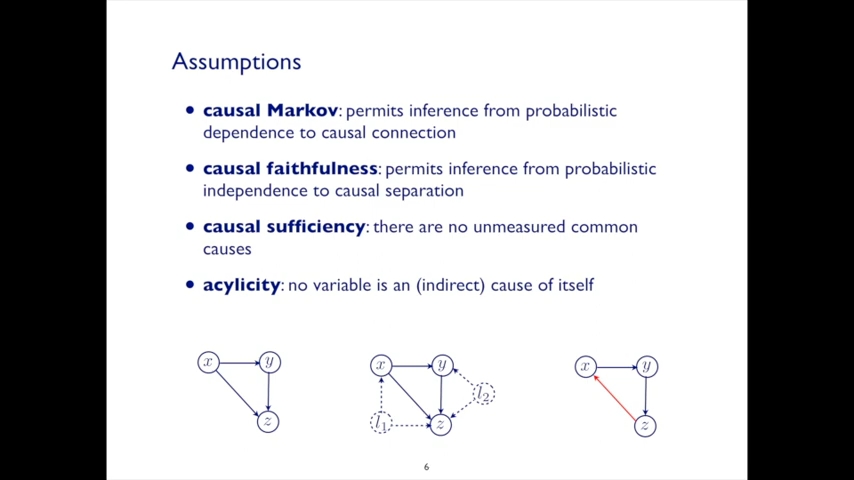 Assumptions
• causal Markov: permits inference from probabilistic
dependence to causal connection
• causal faithfulness: permits inference from probabilistic
independence to causal separation
• causal sufficiency: there are no unmeasured common
causes
• acylicity: no variable is an (indirect) cause of itself
x y x y x y
l₂
z l₁ z z
6